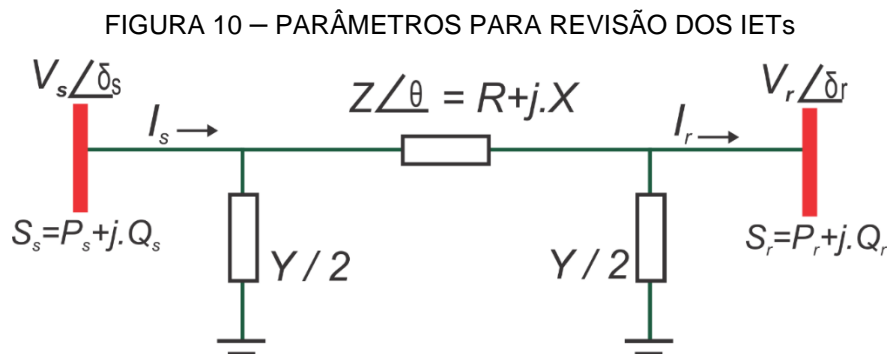 FIGURA 10 – PARÂMETROS PARA REVISÃO DOS IETs
Vs∠δs
Z∠θ = R+j.X
Vr∠δr
Is→
Ir→
Ss=Ps+j.Qs
Y / 2
Y / 2
Sr=Pr+j.Qr